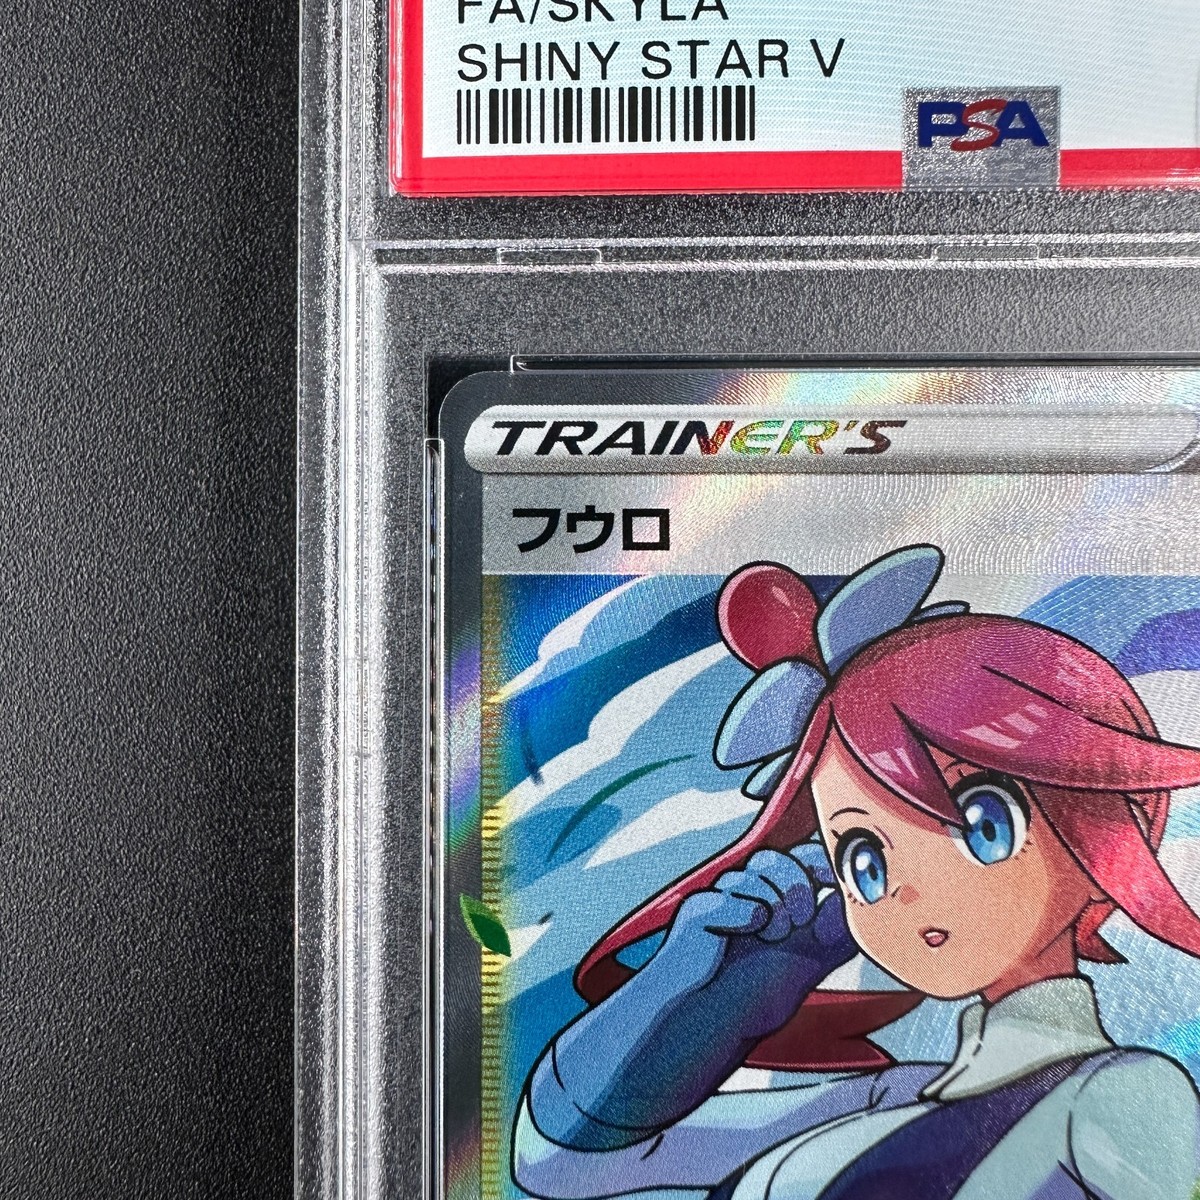 FA/SKYLA
SHINY STAR V
PSA
TRAINER'S
フウロ